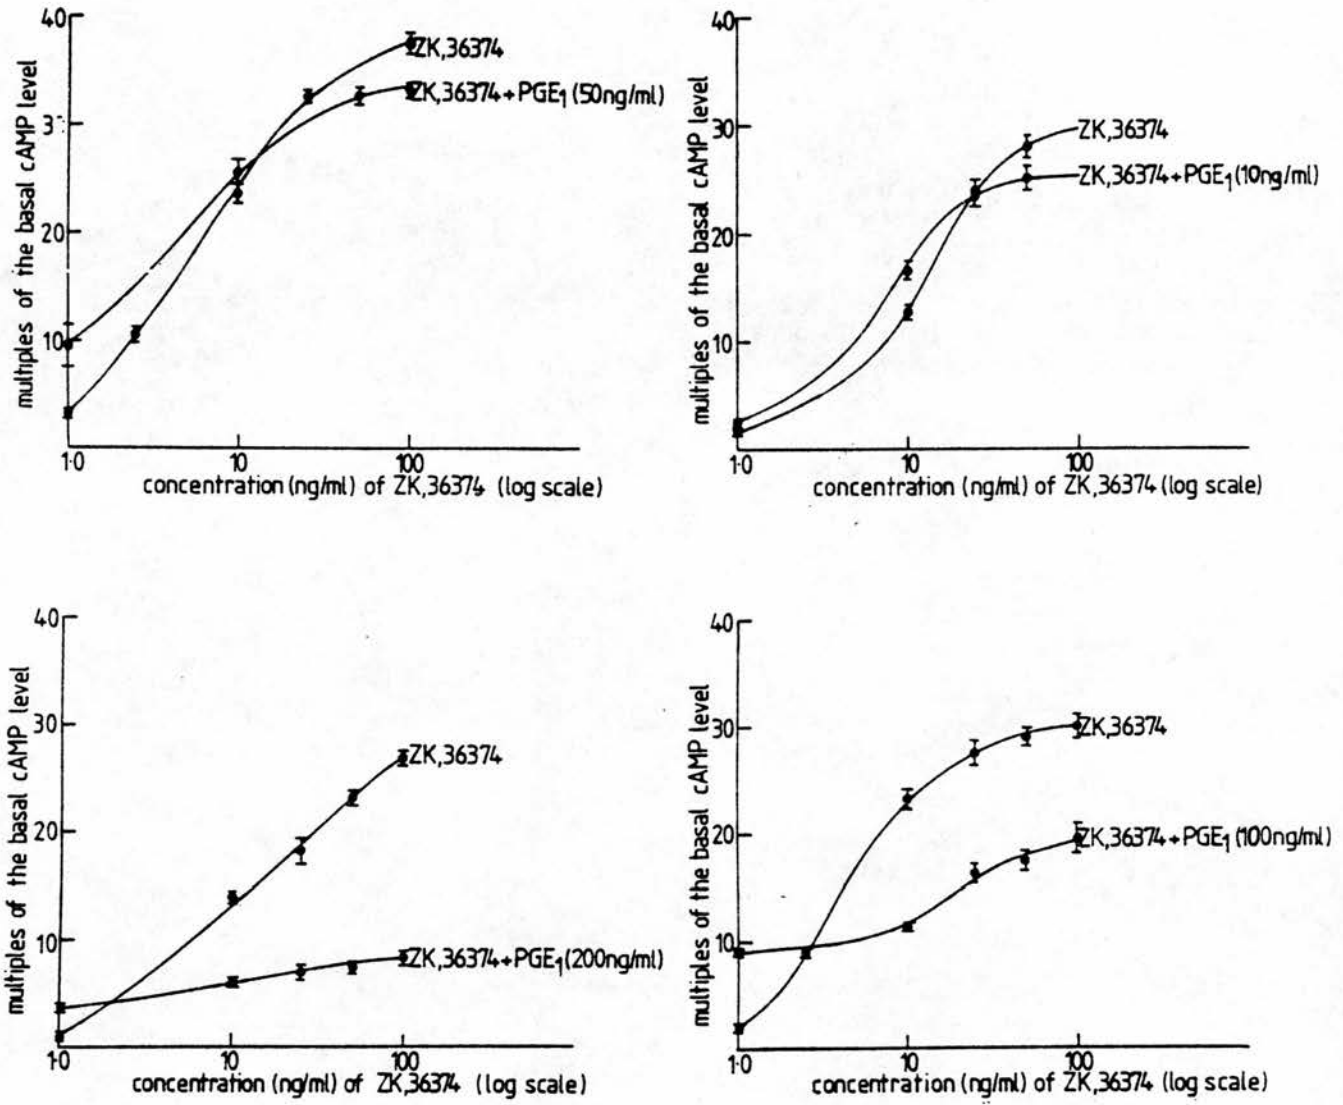 multiples of the basal cAMP level
40
3
20
10
1·0
10
100
ZK,36374
ZK,36374+PGE1(50ng/ml)
concentration (ng/ml) of ZK,36374 (log scale)
multiples of the basal cAMP level
40
30
20
10
1·0
10
100
ZK,36374
ZK,36374+PGE1(10ng/ml)
concentration (ng/ml) of ZK,36374 (log scale)
multiples of the basal cAMP level
40
30
20
10
1·0
10
100
ZK,36374
ZK,36374+PGE1(200ng/ml)
concentration (ng/ml) of ZK,36374 (log scale)
multiples of the basal cAMP level
40
30
20
10
1·0
10
100
ZK,36374
ZK,36374+PGE1(100ng/ml)
concentration (ng/ml) of ZK,36374 (log scale)